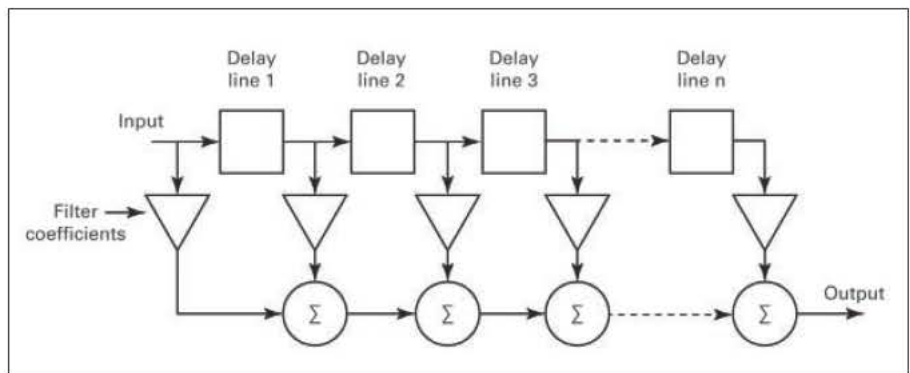 Delay
line 1
Delay
line 2
Delay
line 3
Delay
line n
Input
Filter
coefficients
Σ
Σ
Σ
Σ
Output